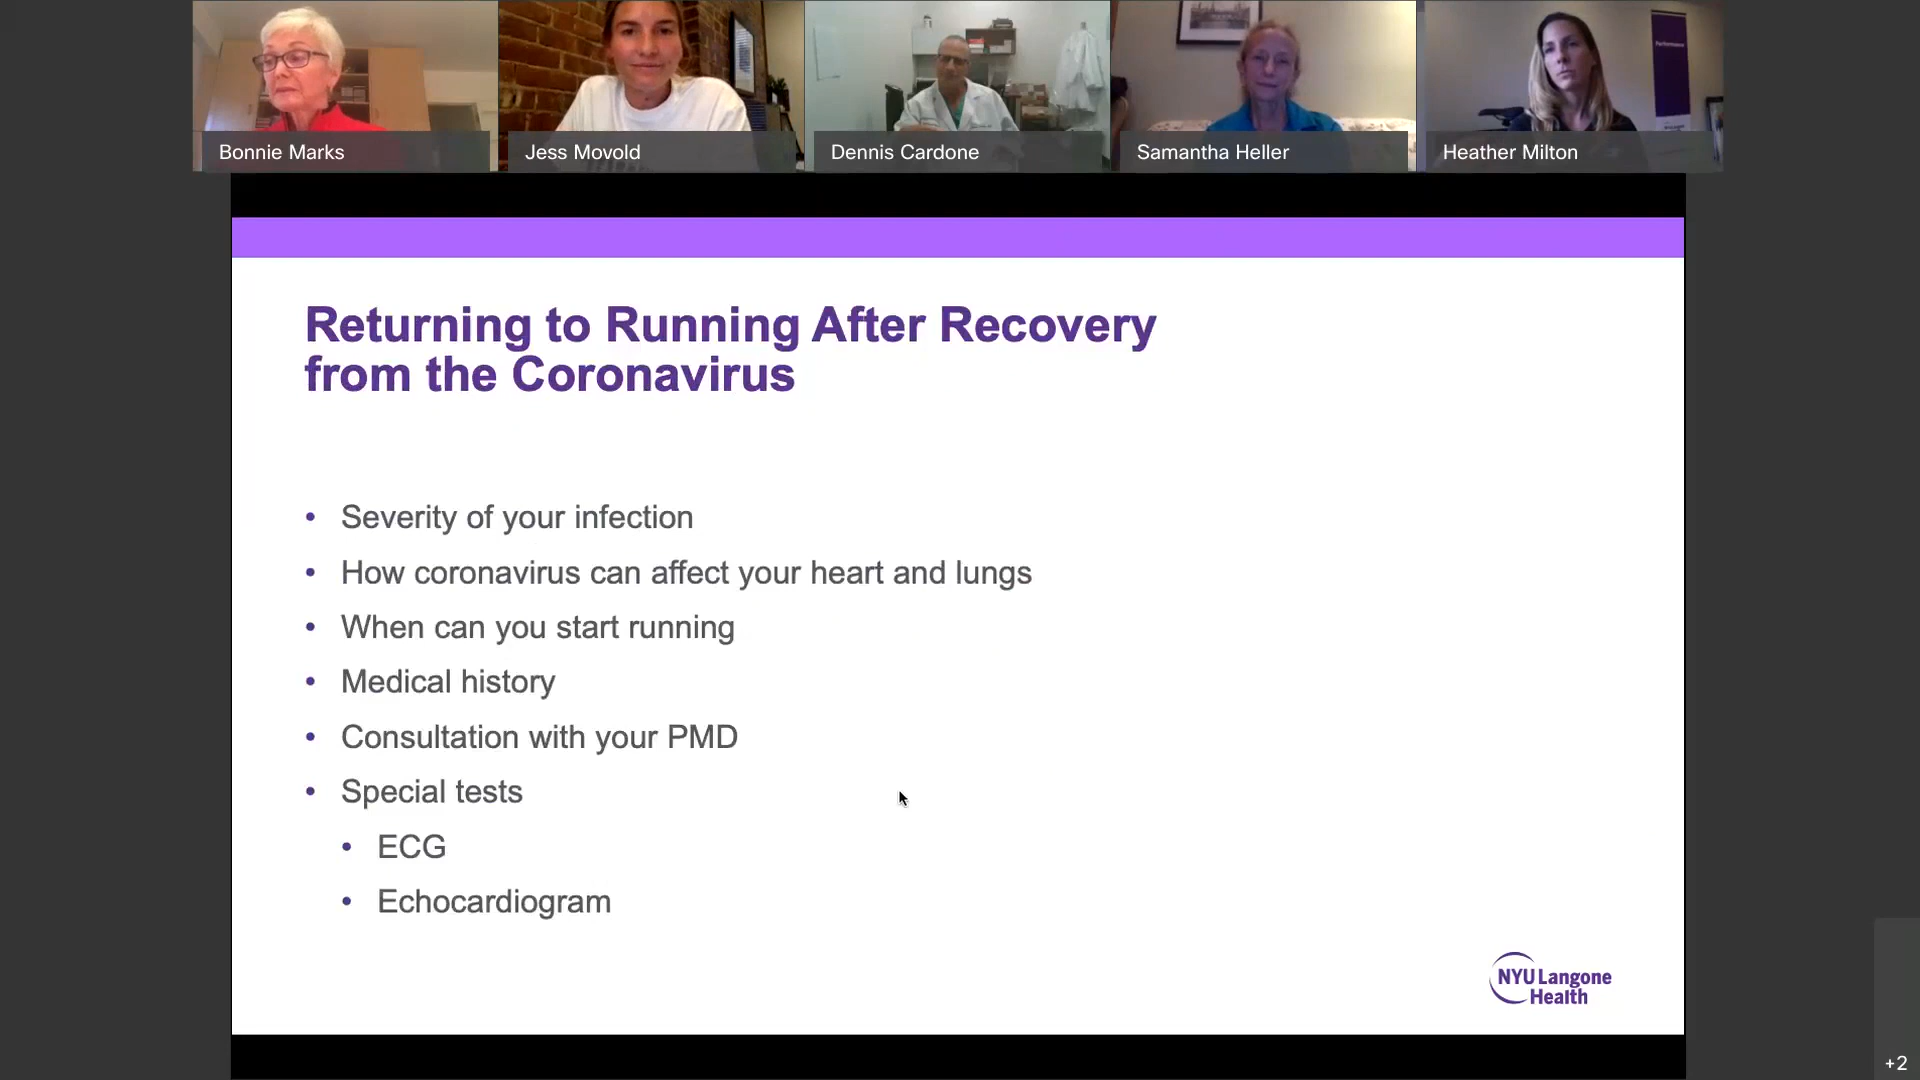 Bonnie Marks
Jess Movold
Dennis Cardone
Samantha Heller
Heather Milton
Performance
Returning to Running After Recovery
from the Coronavirus
• Severity of your infection
• How coronavirus can affect your heart and lungs
• When can you start running
• Medical history
• Consultation with your PMD
• Special tests
• ECG
• Echocardiogram
NYU Langone
Health
+2